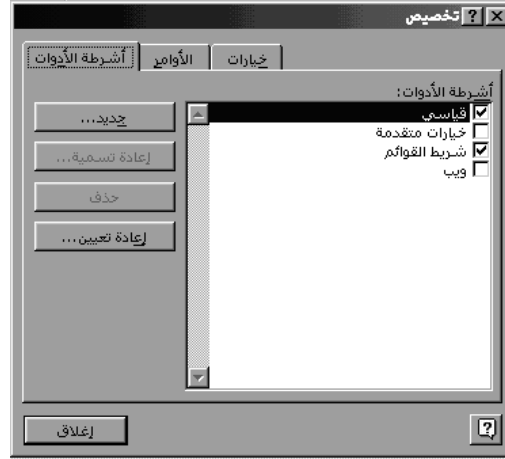 تخصيص
أشرطة الأدوات الأوامر خيارات
أشرطة الأدوات:
قياسي
خيارات متقدمة
شريط القوائم
ويب
جديد...
إعادة تسمية...
حذف
إعادة تعيين...
إغلاق